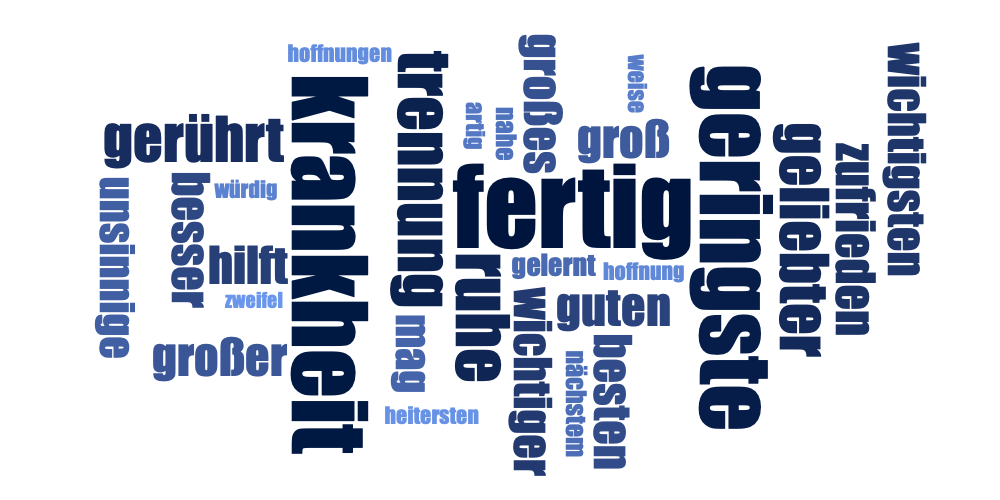 hoffnungen
trennung
großes
weise
wichtigsten
krankheit
geringste
artig
nahe
gerührt
groß
geliebter
zufrieden
fertig
unsinnige
besser
würdig
hilft
ruhe
gelernt
hoffnung
zweifel
wichtiger
guten
großer
mag
nächstem
besten
heitersten